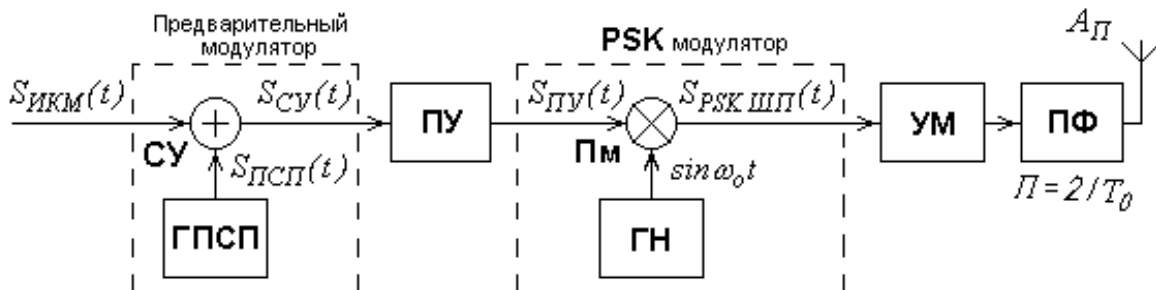 Предварительный
модулятор
PSK модулятор
A_П
S_ИКМ(t)
S_СУ(t)
S_ПУ(t)
S_PSK ШП(t)
+
ПУ
УМ
ПФ
СУ
Пм
S_ПСП(t)
sin ω_o t
П = 2 / T_0
ГПСП
ГН